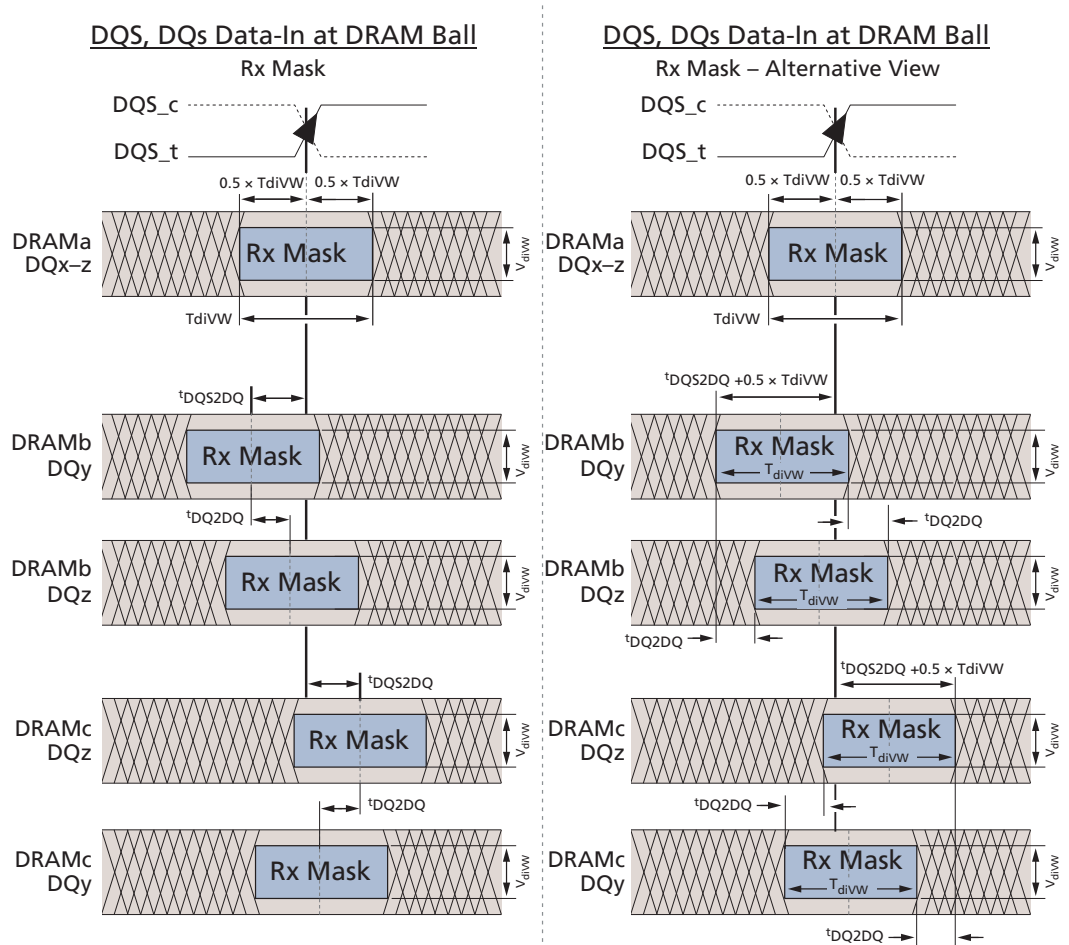 DQS, DQs Data-In at DRAM Ball
Rx Mask
DQS_c
DQS_t
0.5 × TdiVW
0.5 × TdiVW
DRAMa
DQx–z
Rx Mask
VdiVW
TdiVW
tDQS2DQ
DRAMb
DQy
Rx Mask
VdiVW
tDQ2DQ
DRAMb
DQz
Rx Mask
VdiVW
tDQS2DQ
DRAMc
DQz
Rx Mask
VdiVW
tDQ2DQ
DRAMc
DQy
Rx Mask
VdiVW
DQS, DQs Data-In at DRAM Ball
Rx Mask – Alternative View
DQS_c
DQS_t
0.5 × TdiVW
0.5 × TdiVW
DRAMa
DQx–z
Rx Mask
VdiVW
TdiVW
tDQS2DQ +0.5 × TdiVW
DRAMb
DQy
Rx Mask
TdiVW
VdiVW
tDQ2DQ
DRAMb
DQz
Rx Mask
TdiVW
VdiVW
tDQ2DQ
tDQS2DQ +0.5 × TdiVW
DRAMc
DQz
Rx Mask
TdiVW
VdiVW
tDQ2DQ
DRAMc
DQy
Rx Mask
TdiVW
VdiVW
tDQ2DQ